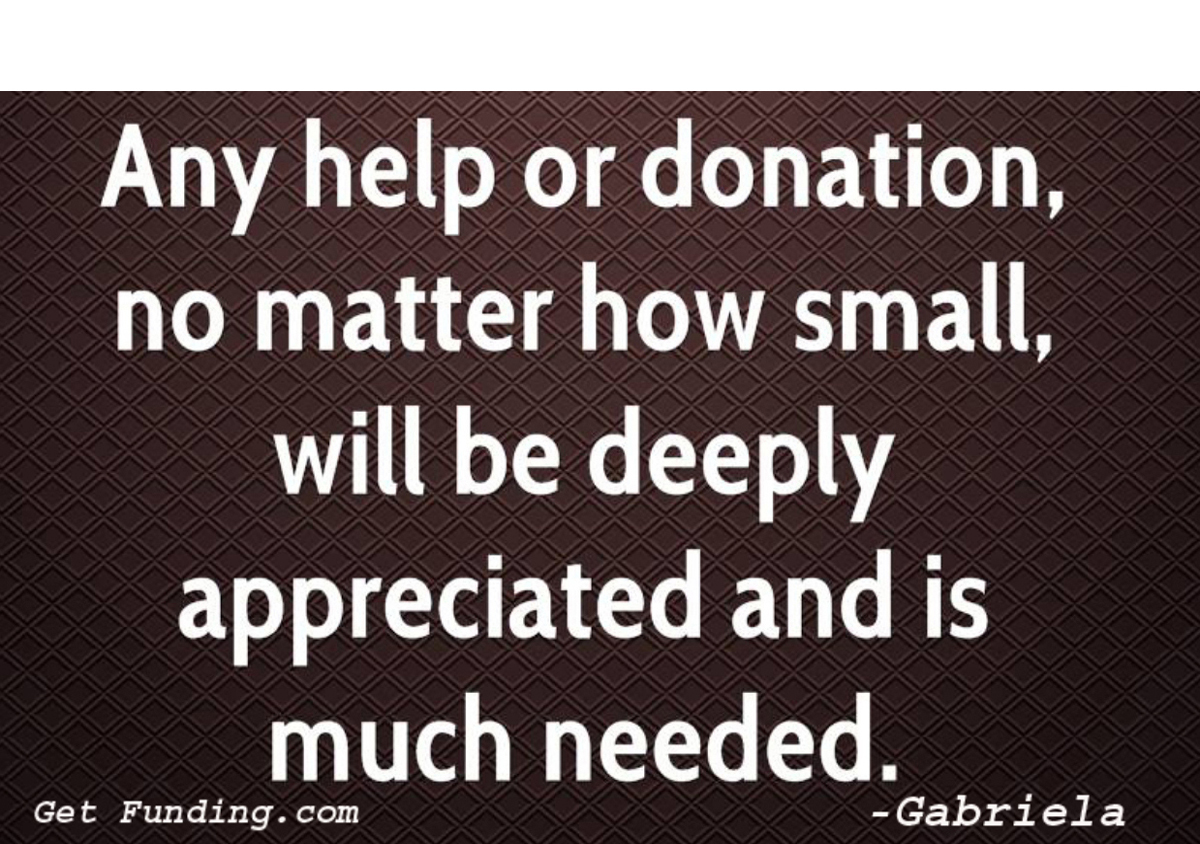 Any help or donation,
no matter how small,
will be deeply
appreciated and is
much needed.
Get Funding.com
-Gabriela